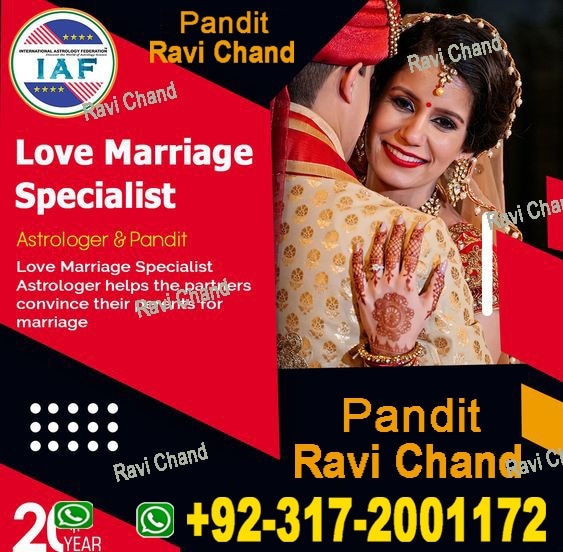 INTERNATIONAL ASTROLOGY FEDERATION
IAF
Pandit
Ravi Chand
Ravi Chand
Ravi Chand
Love Marriage
Specialist
Astrologer & Pandit
Love Marriage Specialist
Astrologer helps the partners
convince their parents for
marriage
Ravi Chand
Ravi Chand
Pandit
Ravi Chand
Ravi Chand
Ravi C
20
YEAR
+92-317-2001172